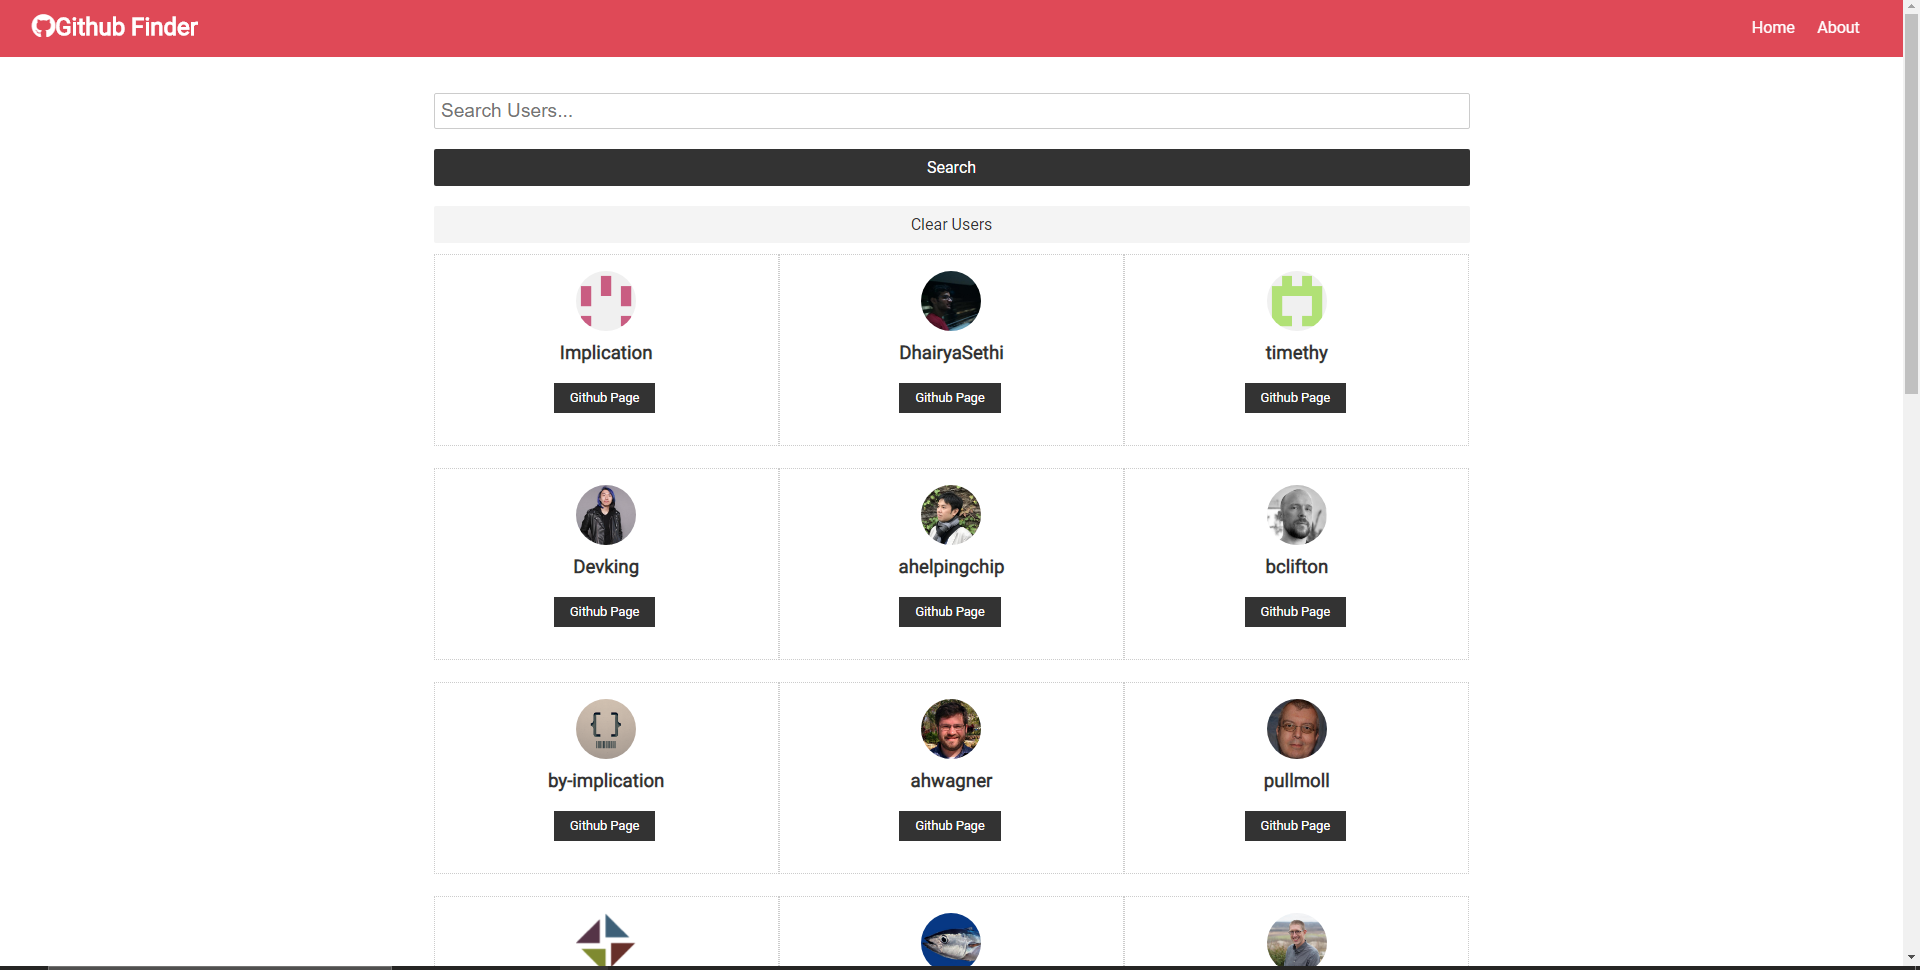 Github Finder
Home About
Search Users...
Search
Clear Users
Implication DhairyaSethi timethy
Github Page Github Page Github Page
Devking ahelpingchip bclifton
Github Page Github Page Github Page
{ }
by-implication ahwagner pullmoll
Github Page Github Page Github Page